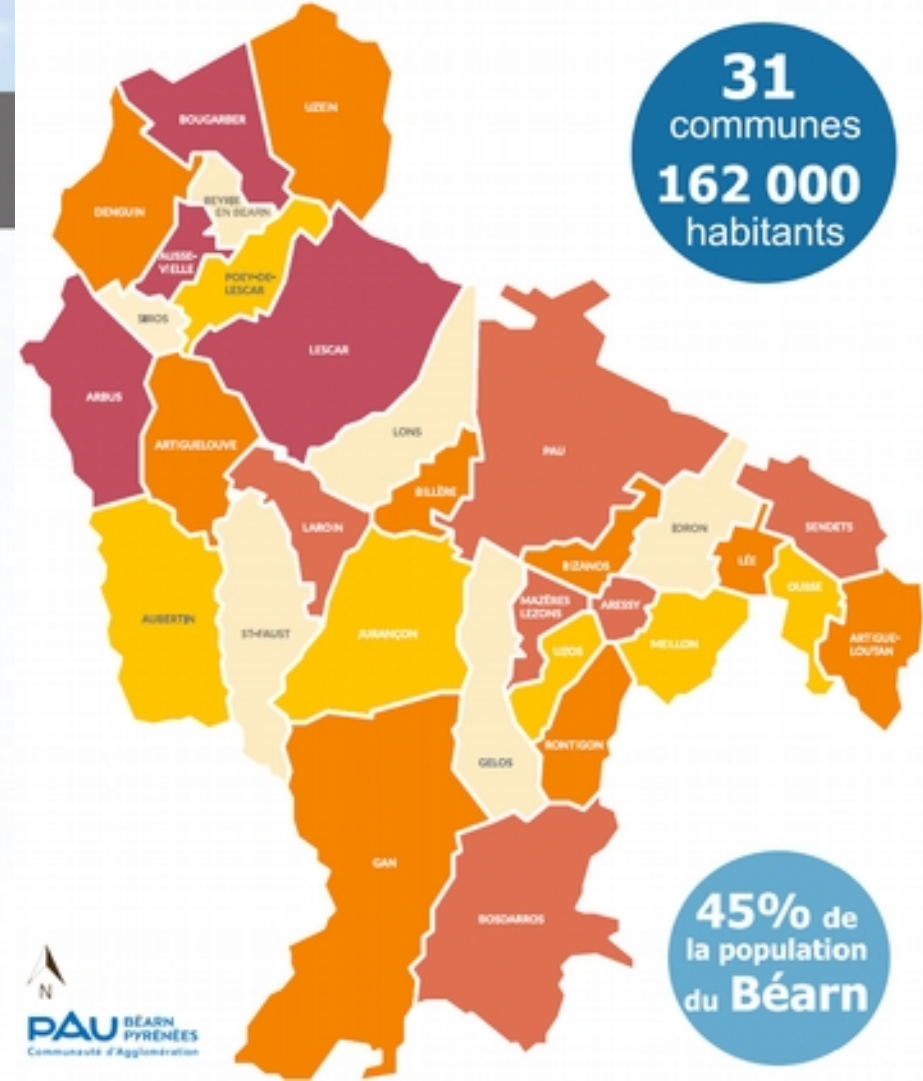 31
communes
162 000
habitants
UZEIN
BOUGARBER
DENGUIN
BEYRIE
EN BEARN
AUSSE-
VIELLE
POEY-DE-
LESCAR
SIROS
LESCAR
ARBUS
ARTIGUELOUVE
LONS
PAU
BILLÈRE
LAROIN
IDRON
SENDETS
LÉE
BIZANOS
OUSSE
MAZÈRES
LEZONS
ARESSY
AUBERTIN
ST-FAUST
JURANÇON
UZOS
MEILLON
ARTIGUE-
LOUTAN
RONTIGON
GELOS
GAN
BOSDARROS
45% de
la population
du Béarn
N
PAU BÉARN
PYRÉNÉES
Communauté d'Agglomération